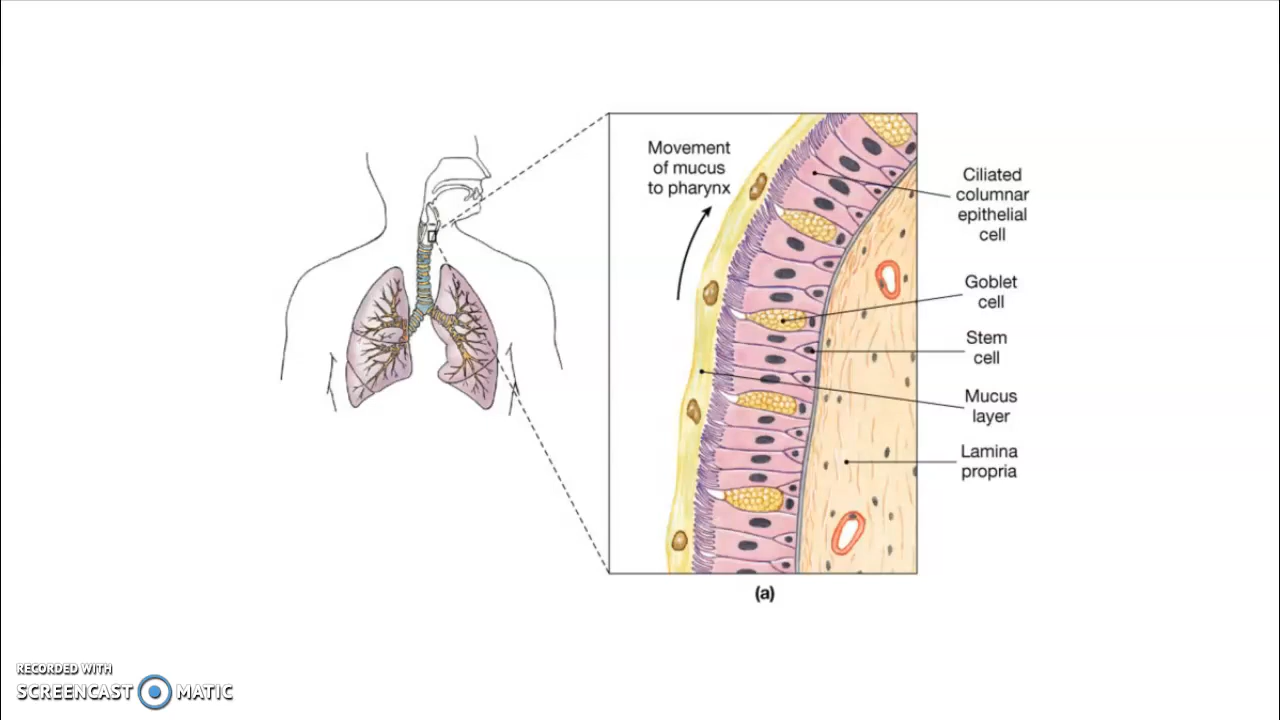 Movement
of mucus
to pharynx
Ciliated
columnar
epithelial
cell
Goblet
cell
Stem
cell
Mucus
layer
Lamina
propria
(a)
RECORDED WITH
SCREENCAST MATIC